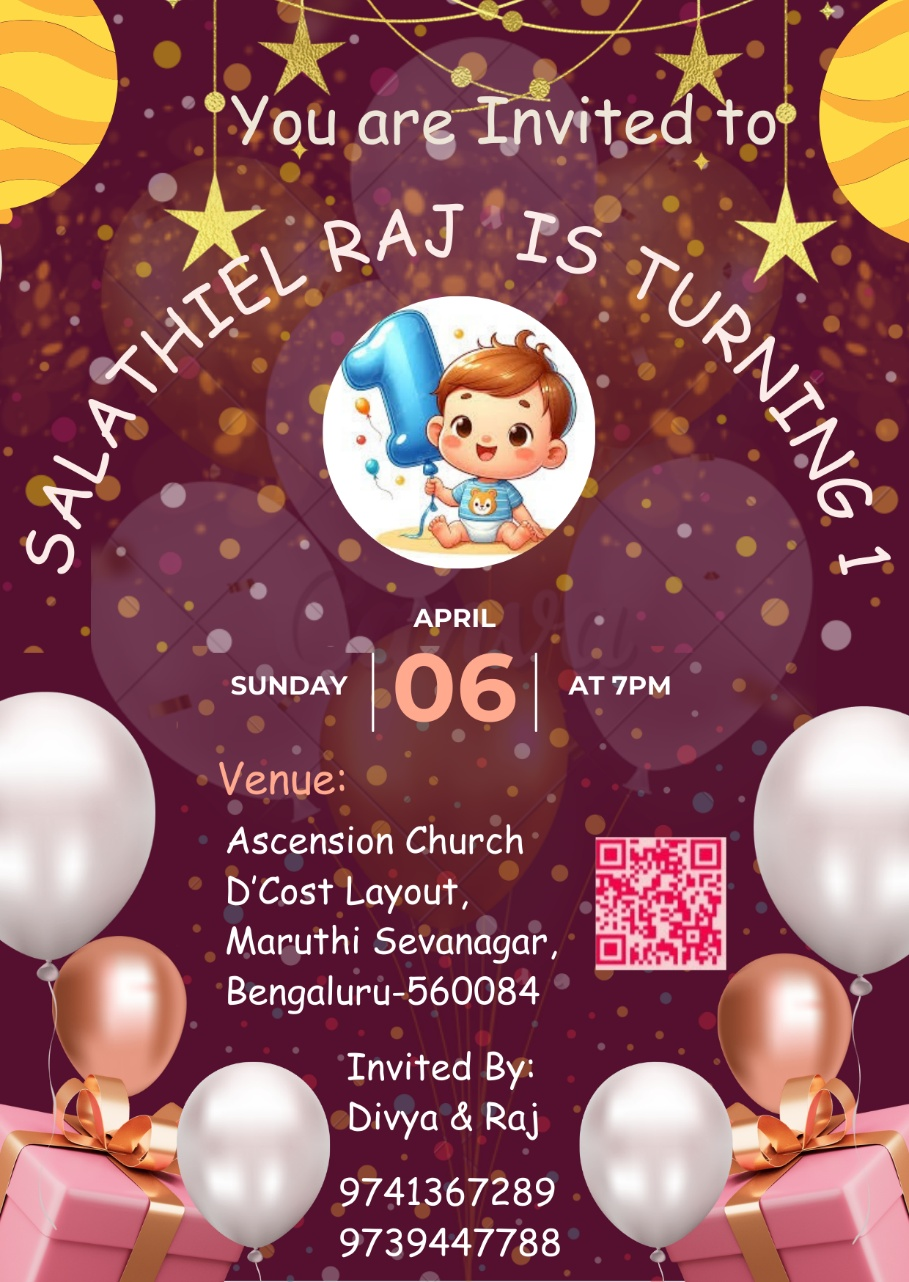 You are Invited to
SALATHIEL RAJ IS TURNING 1
1
APRIL
SUNDAY 06 AT 7PM
Venue:
Ascension Church
D'Cost Layout,
Maruthi Sevanagar,
Bengaluru-560084
Invited By:
Divya & Raj
9741367289
9739447788